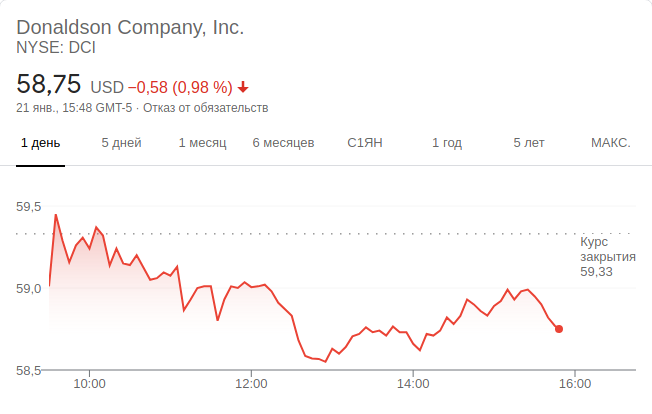 Donaldson Company, Inc.
NYSE: DCI
58,75 USD −0,58 (0,98 %)
21 янв., 15:48 GMT-5 · Отказ от обязательств
1 день 5 дней 1 месяц 6 месяцев С1ЯН 1 год 5 лет МАКС.
59,5
Курс
закрытия
59,33
59,0
58,5
10:00 12:00 14:00 16:00